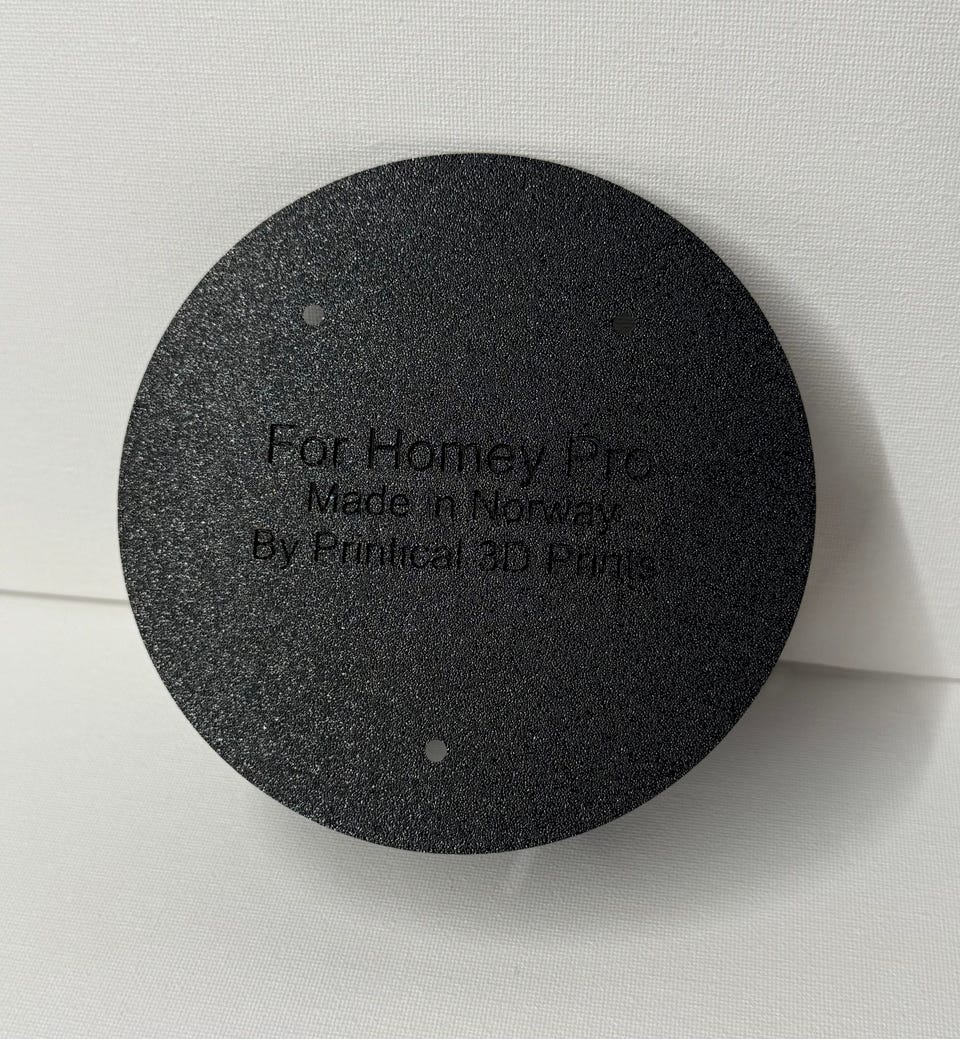 For Homey Pro
Made in Norway
By Printical 3D Prints